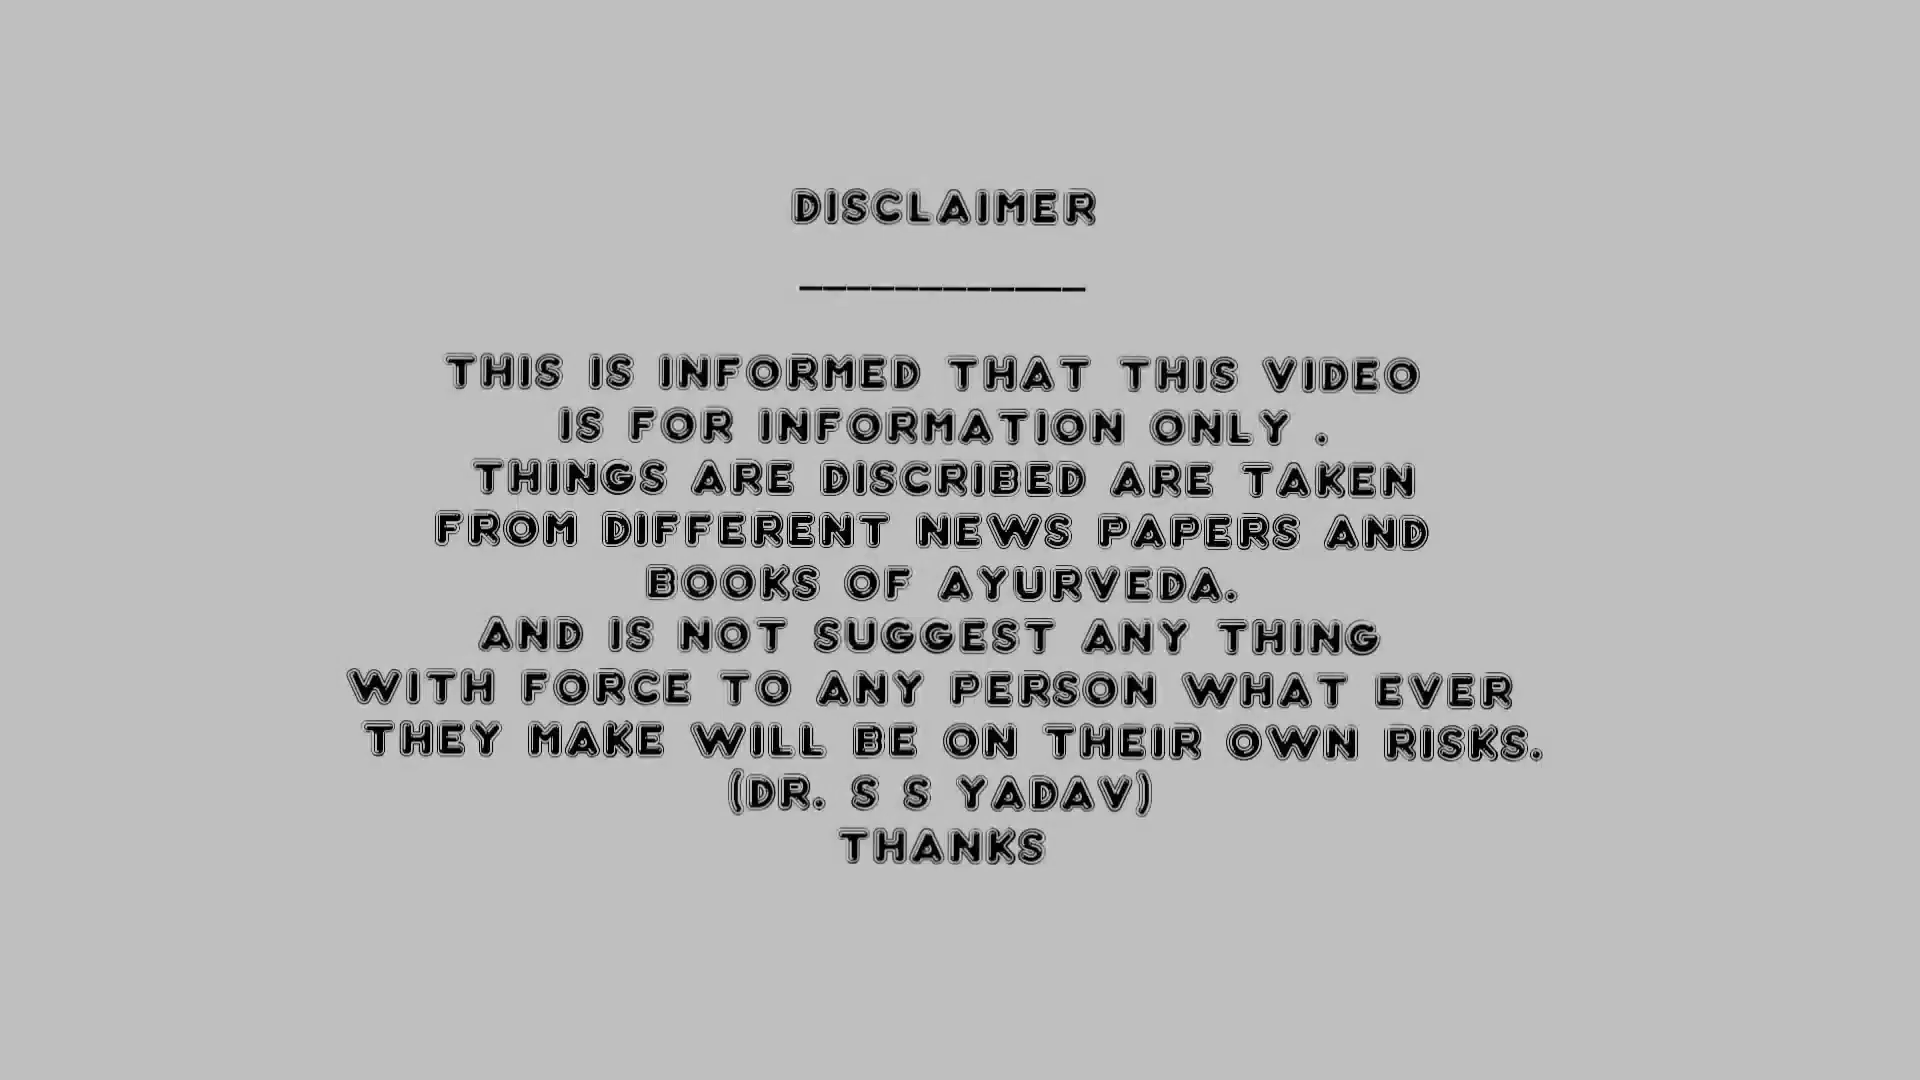 DISCLAIMER
____________
THIS IS INFORMED THAT THIS VIDEO
IS FOR INFORMATION ONLY .
THINGS ARE DISCRIBED ARE TAKEN
FROM DIFFERENT NEWS PAPERS AND
BOOKS OF AYURVEDA.
AND IS NOT SUGGEST ANY THING
WITH FORCE TO ANY PERSON WHAT EVER
THEY MAKE WILL BE ON THEIR OWN RISKS.
(DR. S S YADAV)
THANKS